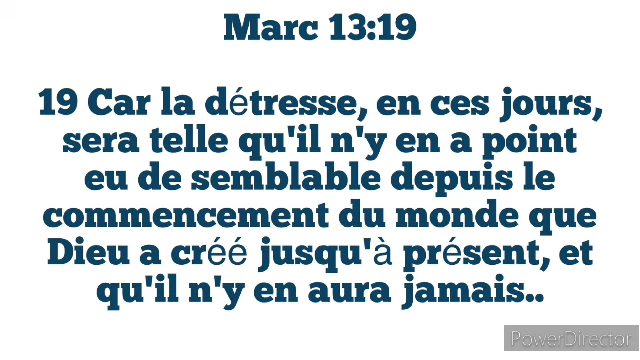 Marc 13:19
19 Car la détresse, en ces jours,
sera telle qu'il n'y en a point
eu de semblable depuis le
commencement du monde que
Dieu a créé jusqu'à présent, et
qu'il n'y en aura jamais..
PowerDirector